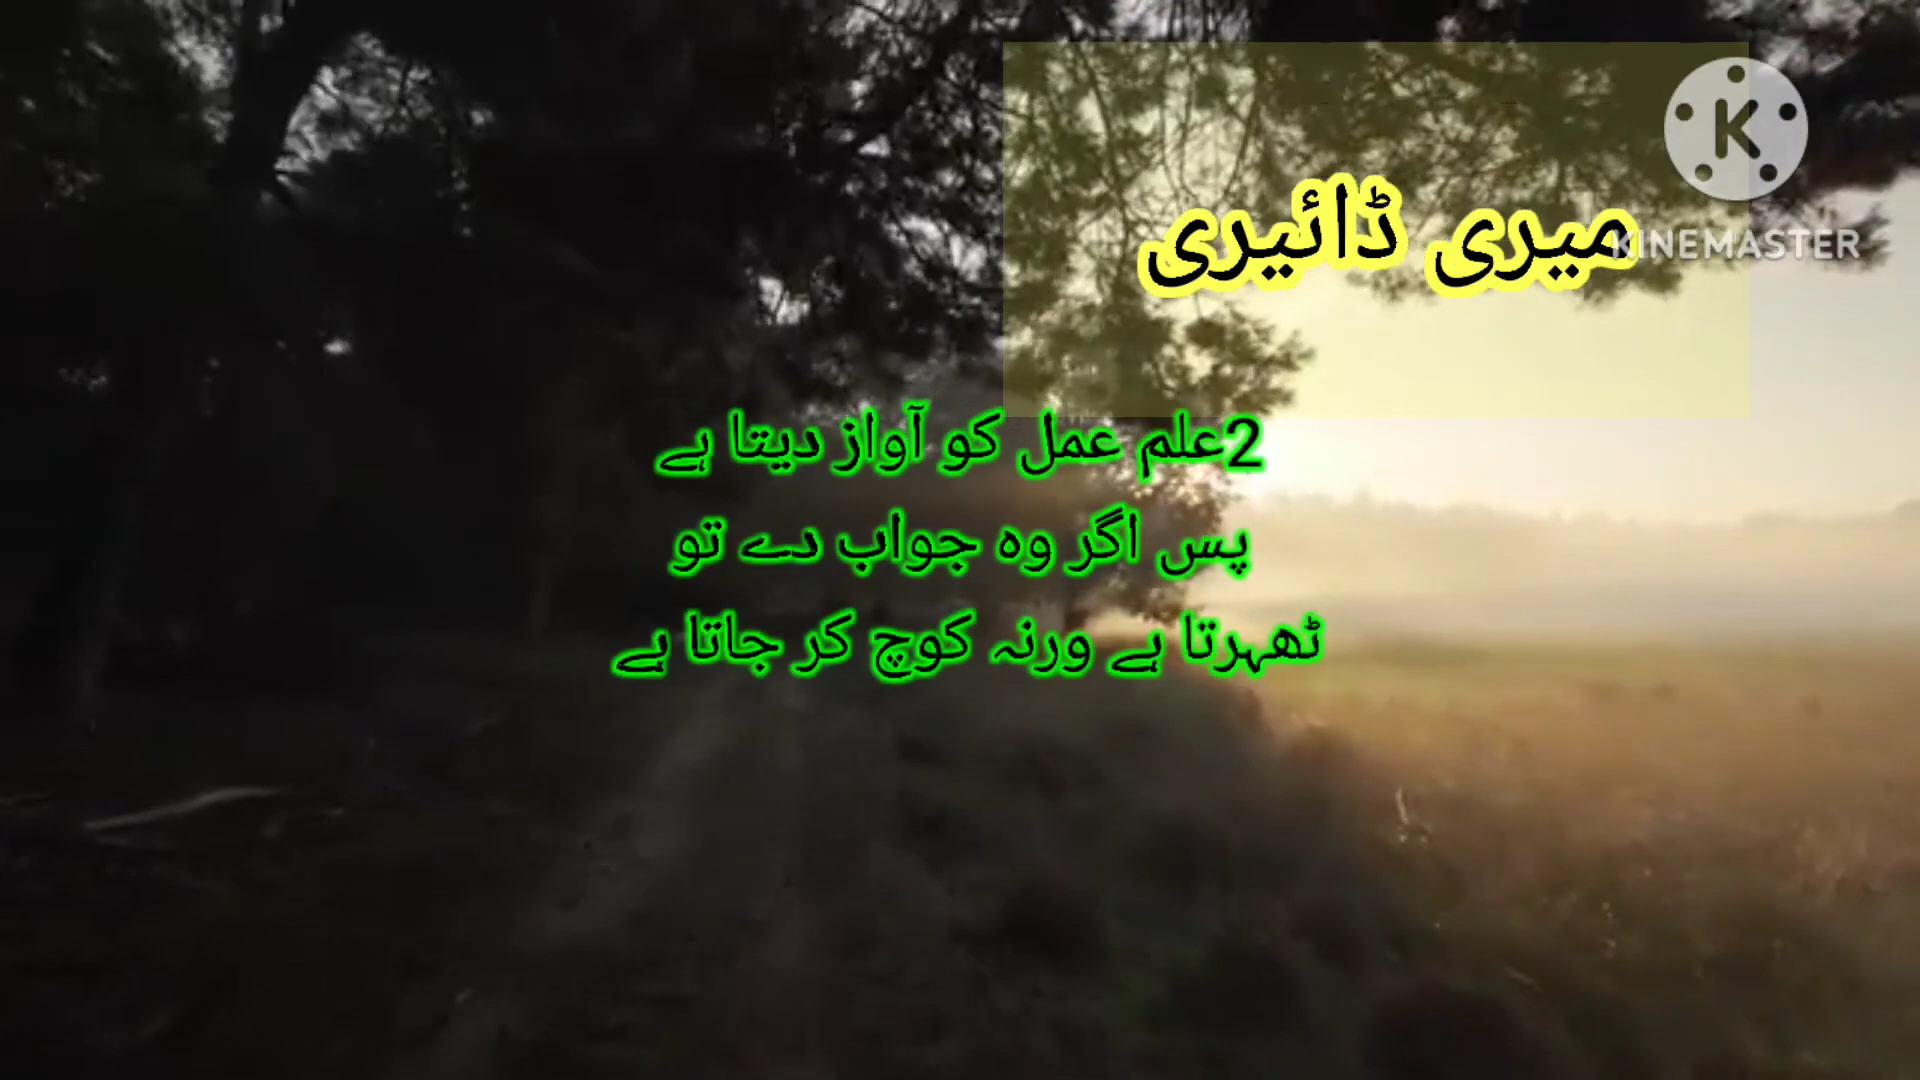 میری ڈائیری
K
KINEMASTER
2علم عمل کو آواز دیتا ہے
پس اگر وہ جواب دے تو
ٹھہرتا ہے ورنہ کوچ کر جاتا ہے